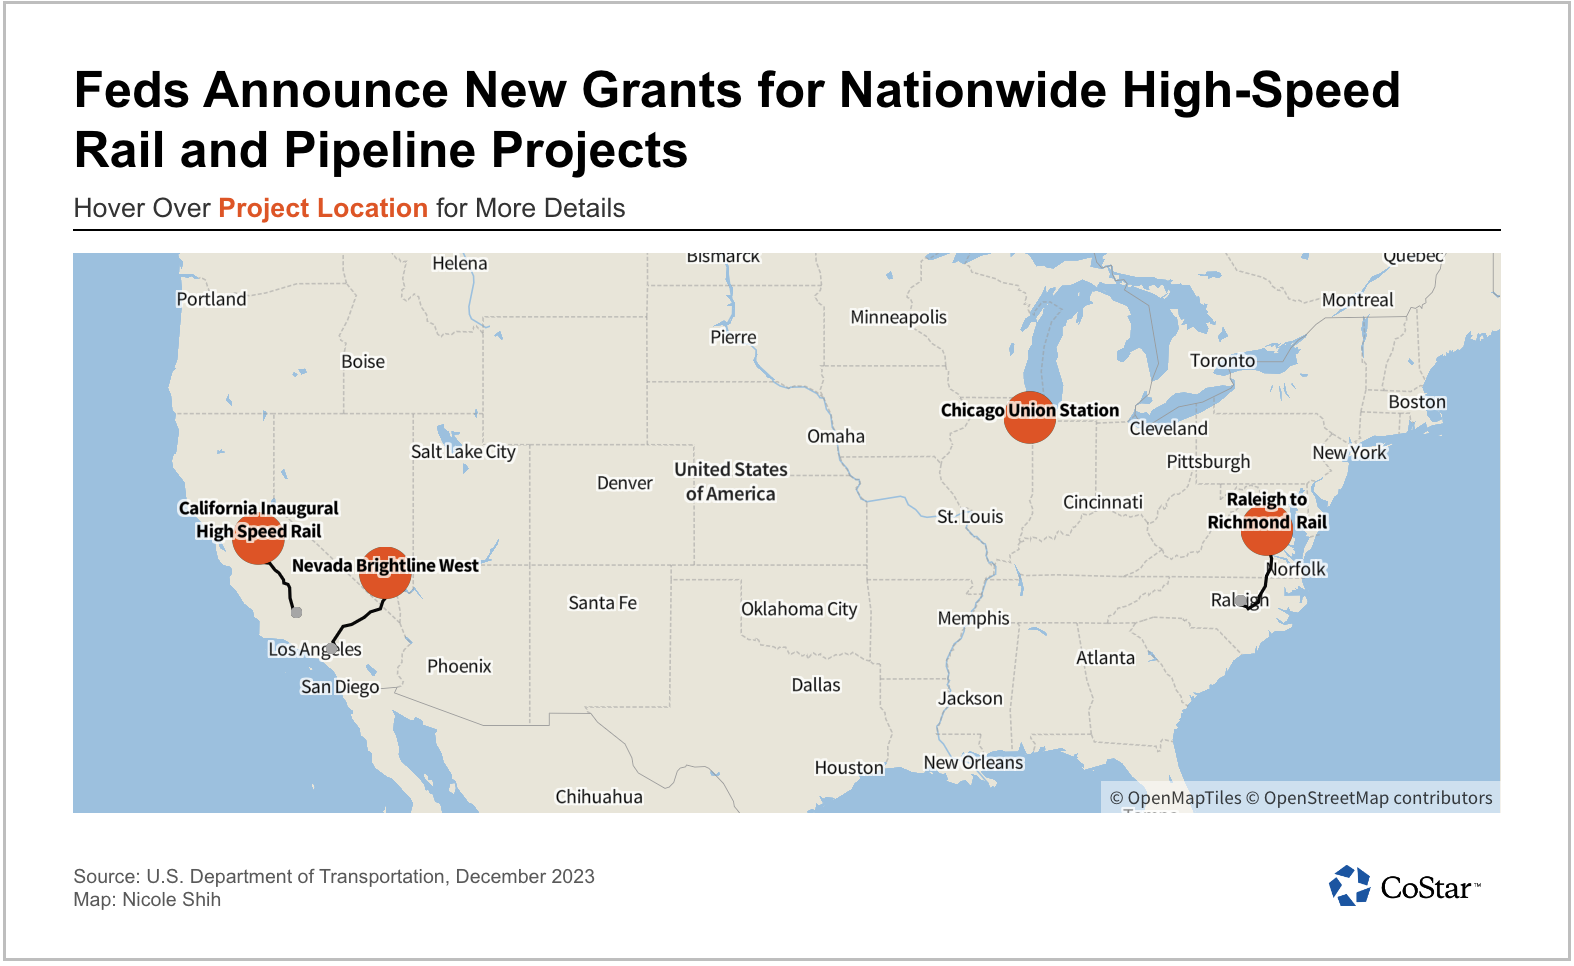 Feds Announce New Grants for Nationwide High-Speed
Rail and Pipeline Projects
Hover Over Project Location for More Details
Helena
Bismarck
Quebec
Portland
Montreal
Minneapolis
Pierre
Boise
Toronto
Boston
Chicago Union Station
Cleveland
Omaha
Salt Lake City
New York
Pittsburgh
United States
of America
Denver
Cincinnati
Raleigh to
Richmond Rail
California Inaugural
High Speed Rail
St. Louis
Nevada Brightline West
Norfolk
Santa Fe
Oklahoma City
Raleigh
Memphis
Los Angeles
Atlanta
Phoenix
San Diego
Dallas
Jackson
Houston
New Orleans
Chihuahua
© OpenMapTiles © OpenStreetMap contributors
Source: U.S. Department of Transportation, December 2023
Map: Nicole Shih
CoStar™